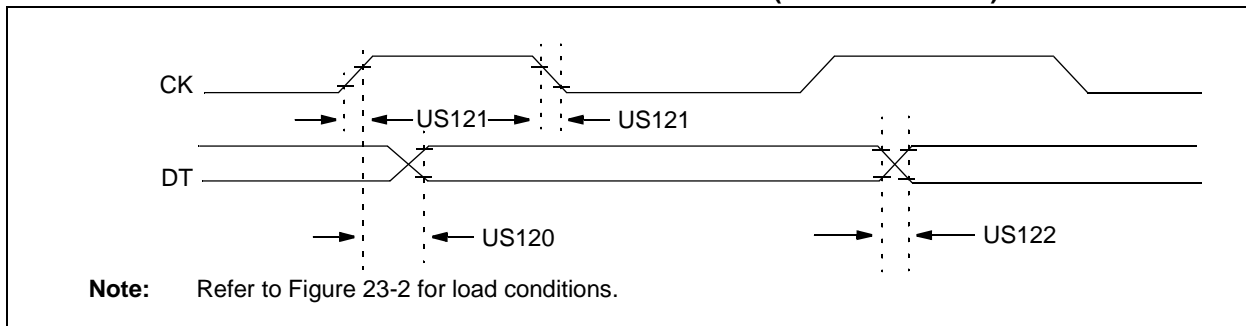 CK
US121 US121
DT
US120 US122
Note: Refer to Figure 23-2 for load conditions.